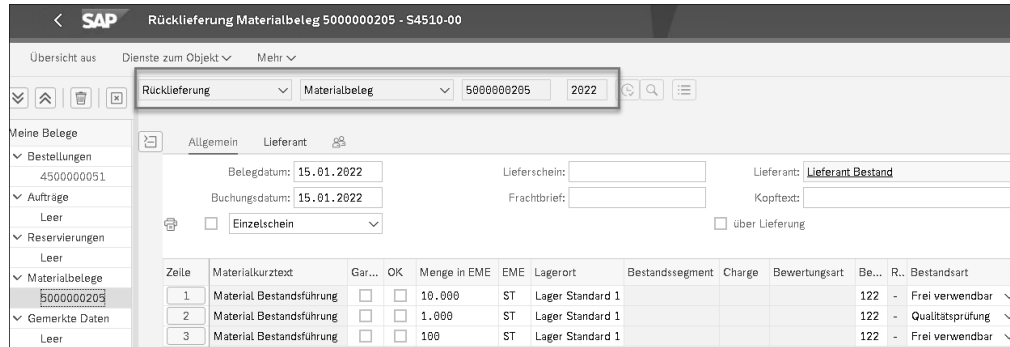 SAP Rücklieferung Materialbeleg 5000000205 - S4510-00
Übersicht aus Dienste zum Objekt Mehr
Rücklieferung Materialbeleg 5000000205 2022
Meine Belege
Bestellungen
4500000051
Aufträge
Leer
Reservierungen
Leer
Materialbelege
5000000205
Gemerkte Daten
Leer
Allgemein Lieferant
Belegdatum: 15.01.2022 Lieferschein: Lieferant: Lieferant Bestand
Buchungsdatum: 15.01.2022 Frachtbrief: Kopftext:
Einzelschein über Lieferung
Zeile Materialkurztext Gar... OK Menge in EME EME Lagerort Bestandssegment Charge Bewertungsart Be... R.. Bestandsart
1 Material Bestandsführung 10.000 ST Lager Standard 1 122 - Frei verwendbar
2 Material Bestandsführung 1.000 ST Lager Standard 1 122 - Qualitätsprüfung
3 Material Bestandsführung 100 ST Lager Standard 1 122 - Frei verwendbar